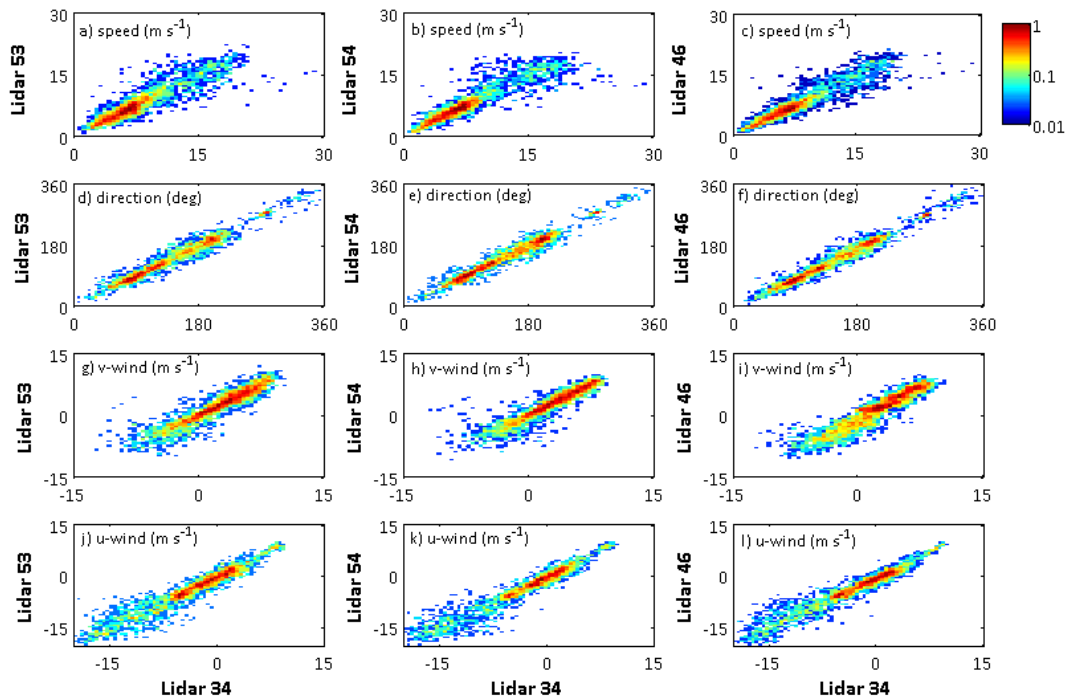 Lidar 53
30
15
0
a) speed (m s⁻¹)
0 15 30
Lidar 54
30
15
0
b) speed (m s⁻¹)
0 15 30
Lidar 46
30
15
0
c) speed (m s⁻¹)
0 15 30
1
0.1
0.01
Lidar 53
360
180
0
d) direction (deg)
0 180 360
Lidar 54
360
180
0
e) direction (deg)
0 180 360
Lidar 46
360
180
0
f) direction (deg)
0 180 360
Lidar 53
15
0
-15
g) v-wind (m s⁻¹)
-15 0 15
Lidar 54
15
0
-15
h) v-wind (m s⁻¹)
-15 0 15
Lidar 46
15
0
-15
i) v-wind (m s⁻¹)
-15 0 15
Lidar 53
15
0
-15
j) u-wind (m s⁻¹)
-15 0 15
Lidar 34
Lidar 54
15
0
-15
k) u-wind (m s⁻¹)
-15 0 15
Lidar 34
Lidar 46
15
0
-15
l) u-wind (m s⁻¹)
-15 0 15
Lidar 34